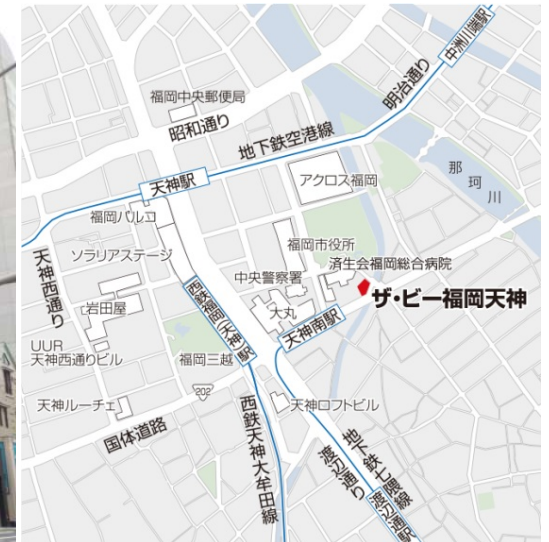 中洲川端駅
明治通り
福岡中央郵便局
昭和通り
地下鉄空港線
那珂川
天神駅
アクロス福岡
福岡パルコ
福岡市役所
ソラリアステージ
済生会福岡総合病院
天神西通り
中央警察署
ザ・ビー福岡天神
西鉄福岡(天神)駅
岩田屋
大丸
天神南駅
UUR
天神西通りビル
福岡三越
202
天神ルーチェ
天神ロフトビル
国体道路
西鉄天神大牟田線
渡辺通り
地下鉄七隈線
渡辺通駅